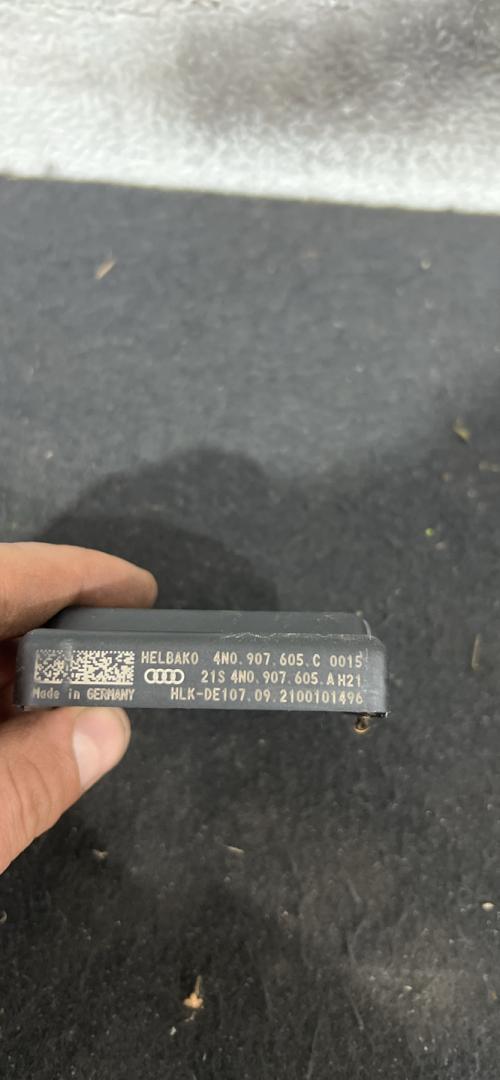 HELBAKO 4N0.907.605.C 0015
21S 4N0.907.605.A H21
Made in GERMANY HLK-DE107.09.2100101496